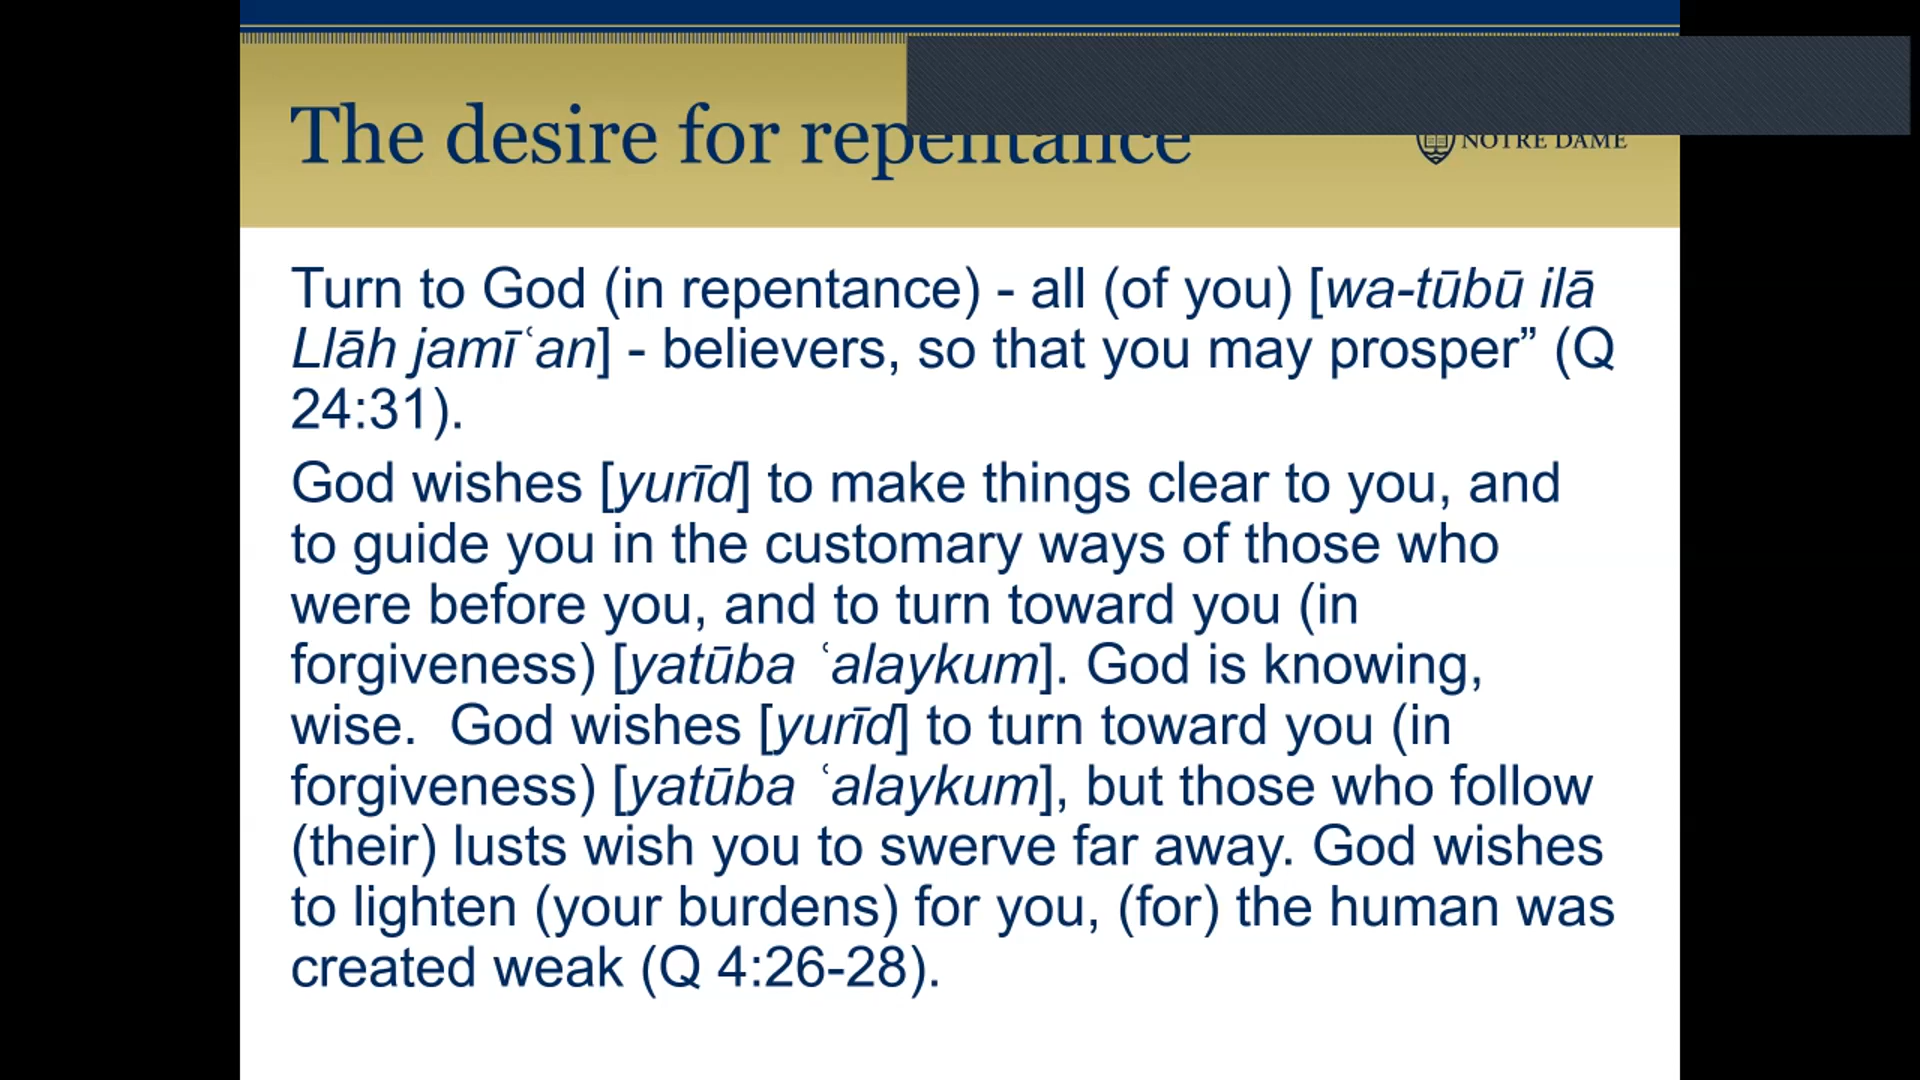 The desire for repentance
NOTRE DAME
Turn to God (in repentance) - all (of you) [wa-tūbū ilā
Llāh jamīʿan] - believers, so that you may prosper” (Q
24:31).
God wishes [yurīd] to make things clear to you, and
to guide you in the customary ways of those who
were before you, and to turn toward you (in
forgiveness) [yatūba ʿalaykum]. God is knowing,
wise.  God wishes [yurīd] to turn toward you (in
forgiveness) [yatūba ʿalaykum], but those who follow
(their) lusts wish you to swerve far away. God wishes
to lighten (your burdens) for you, (for) the human was
created weak (Q 4:26-28).